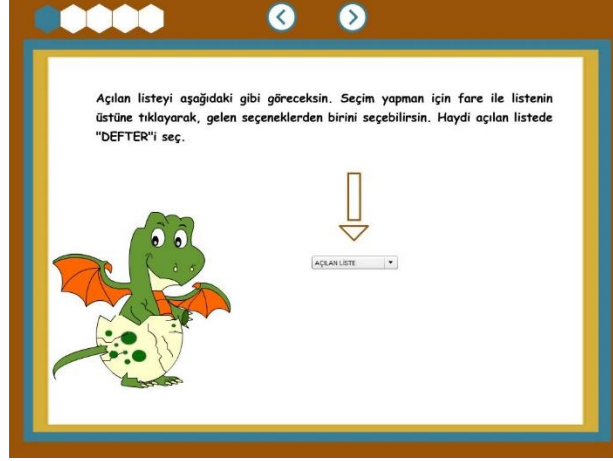 Açılan listeyi aşağıdaki gibi göreceksin. Seçim yapman için fare ile listenin
üstüne tıklayarak, gelen seçeneklerden birini seçebilirsin. Haydi açılan listede
"DEFTER"i seç.
AÇILAN LİSTE